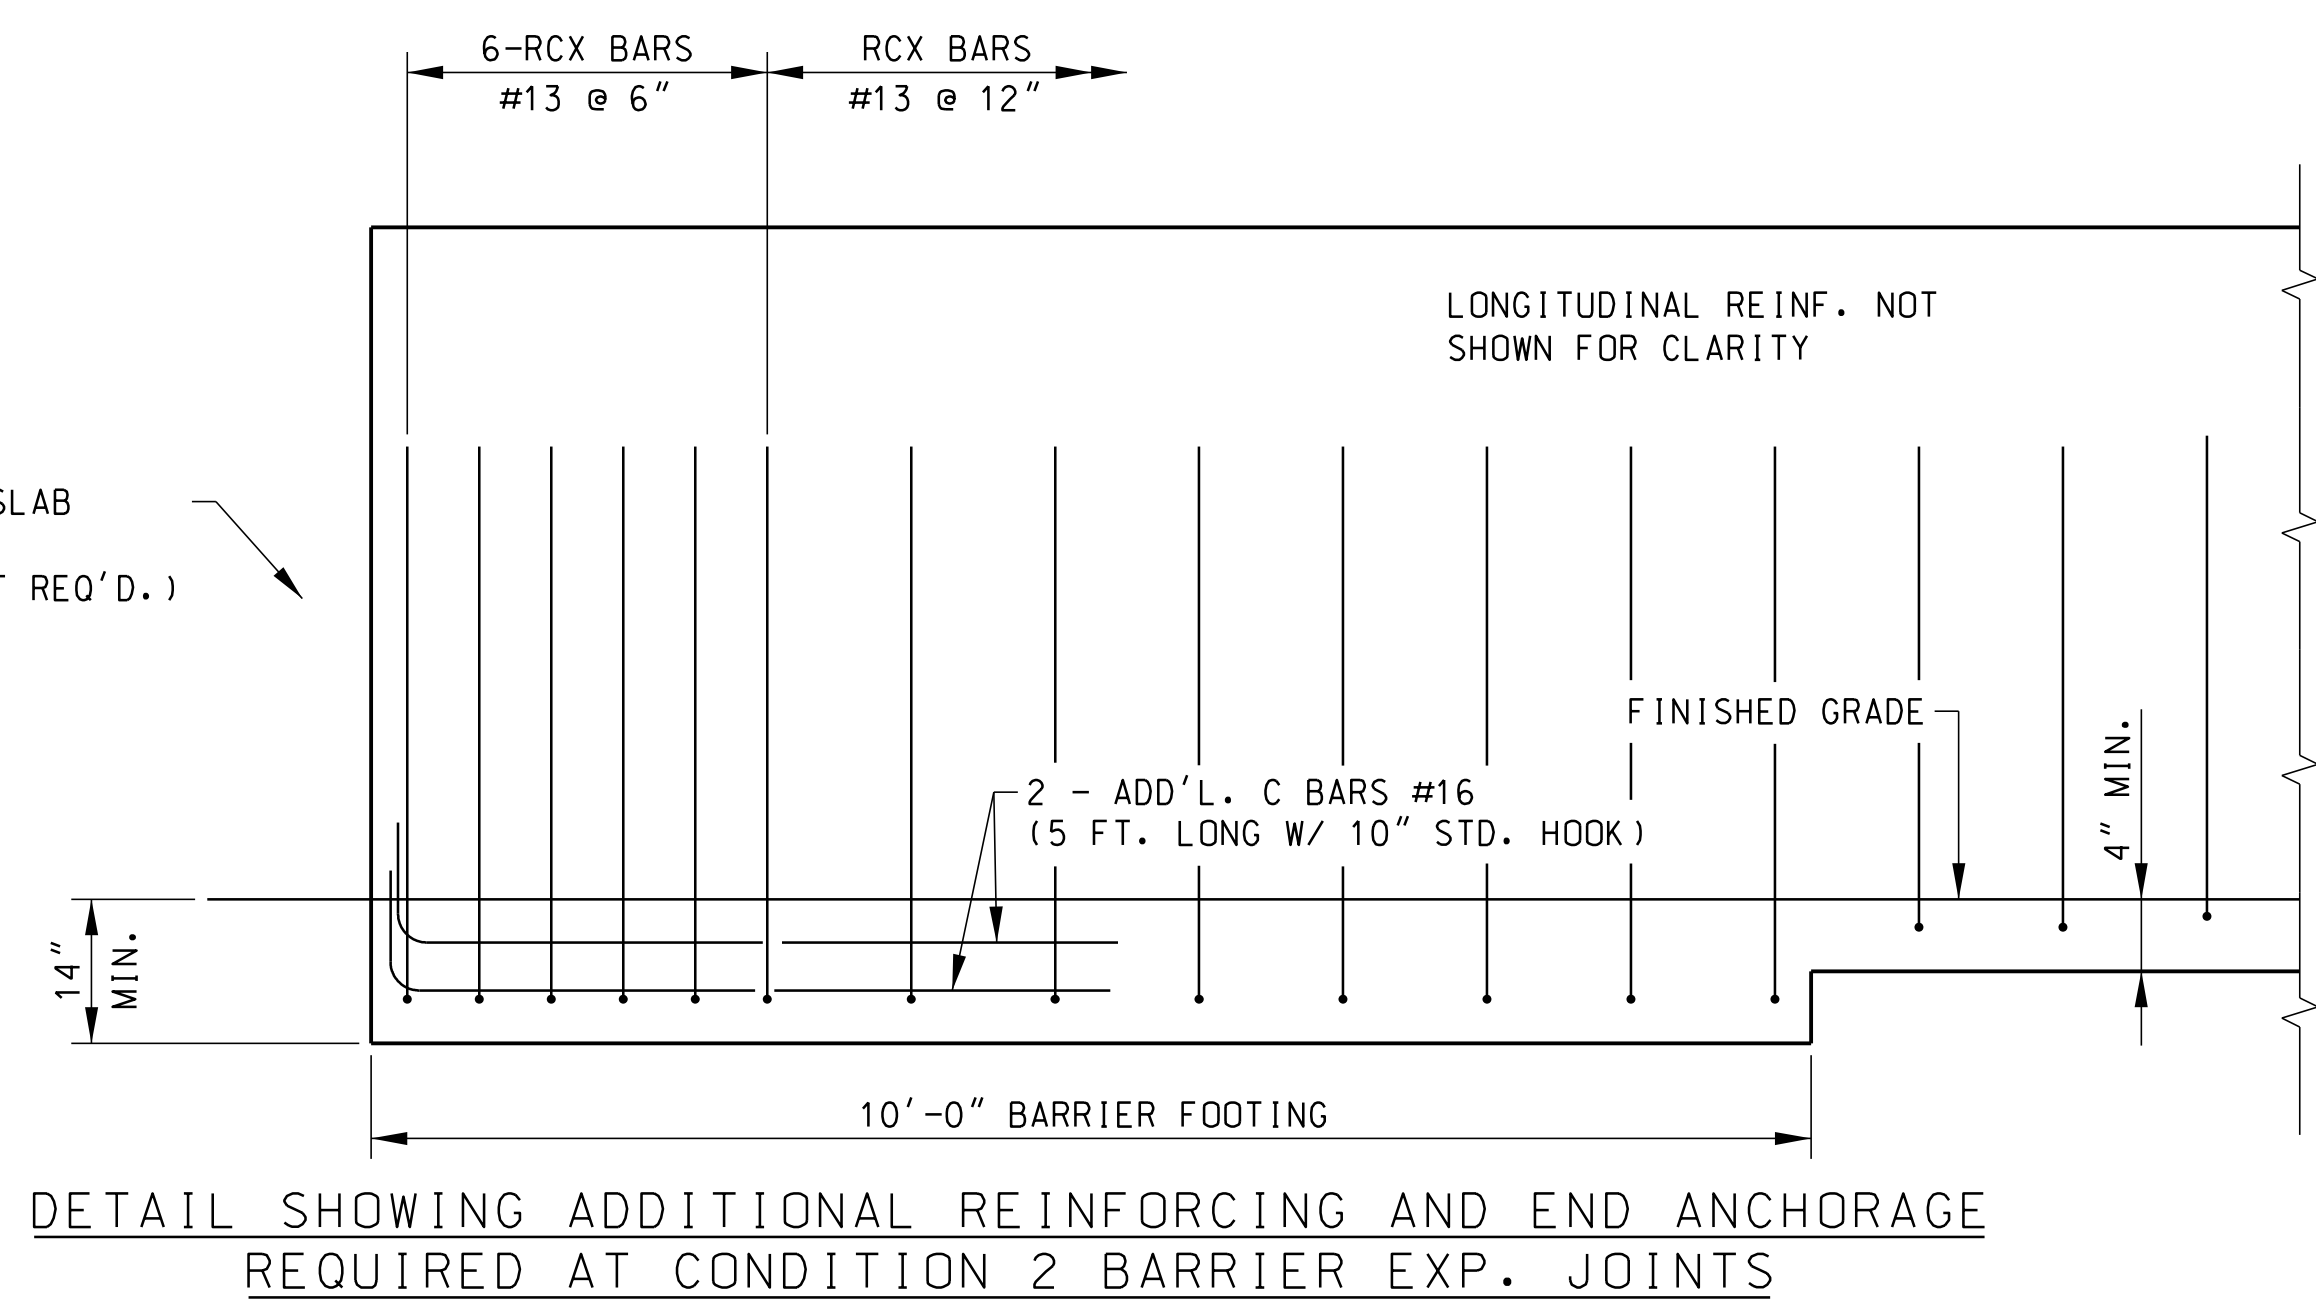 6-RCX BARS
#13 @ 6"
RCX BARS
#13 @ 12"
LONGITUDINAL REINF. NOT
SHOWN FOR CLARITY
REQ'D.)
FINISHED GRADE
4" MIN.
2 - ADD'L. C BARS #16
(5 FT. LONG W/ 10" STD. HOOK)
14"
MIN.
10'-0" BARRIER FOOTING
DETAIL SHOWING ADDITIONAL REINFORCING AND END ANCHORAGE
REQUIRED AT CONDITION 2 BARRIER EXP. JOINTS